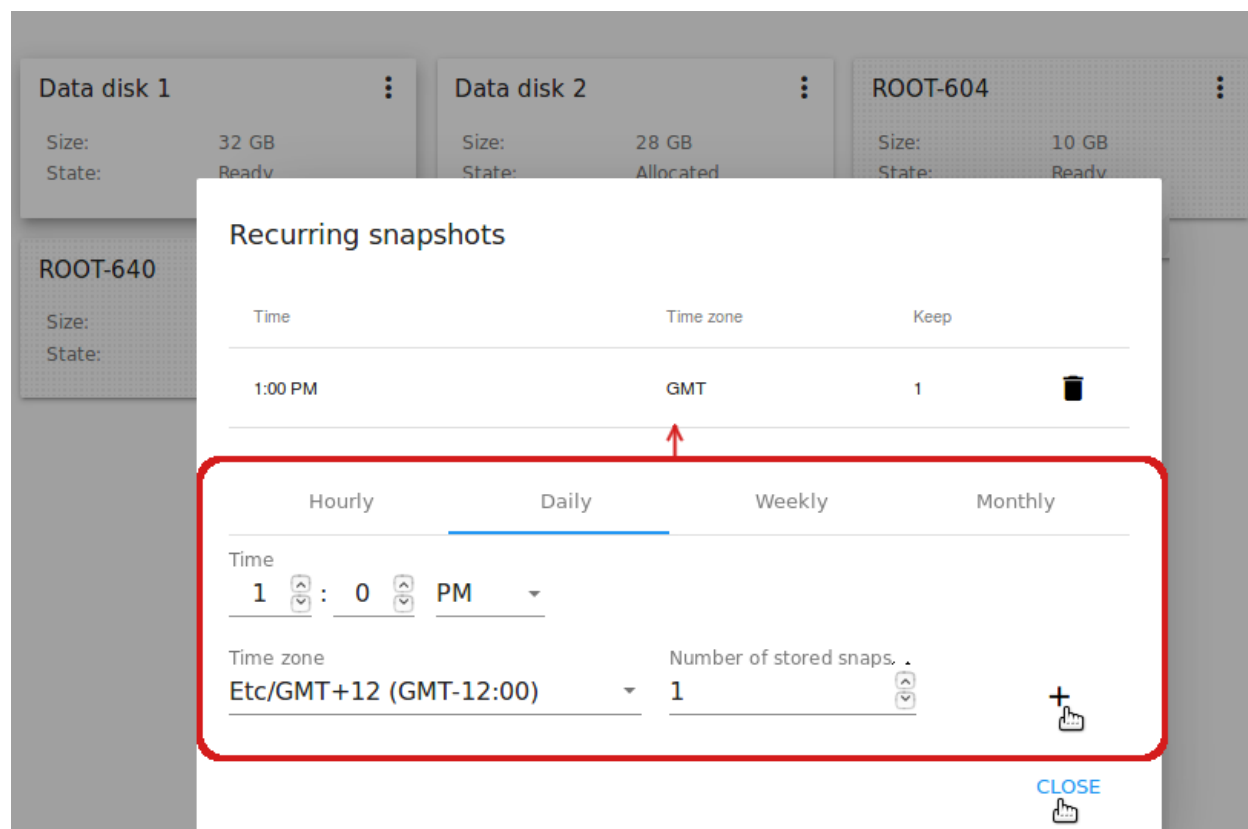 Data disk 1 Data disk 2 ROOT-604
Size: 32 GB Size: 28 GB Size: 10 GB
State: Ready State: Allocated State: Ready
Recurring snapshots
ROOT-640
Size:
State:
Time Time zone Keep
1:00 PM GMT 1
Hourly Daily Weekly Monthly
Time
1 : 0 PM
Time zone Number of stored snaps. .
Etc/GMT+12 (GMT-12:00) 1
+
CLOSE